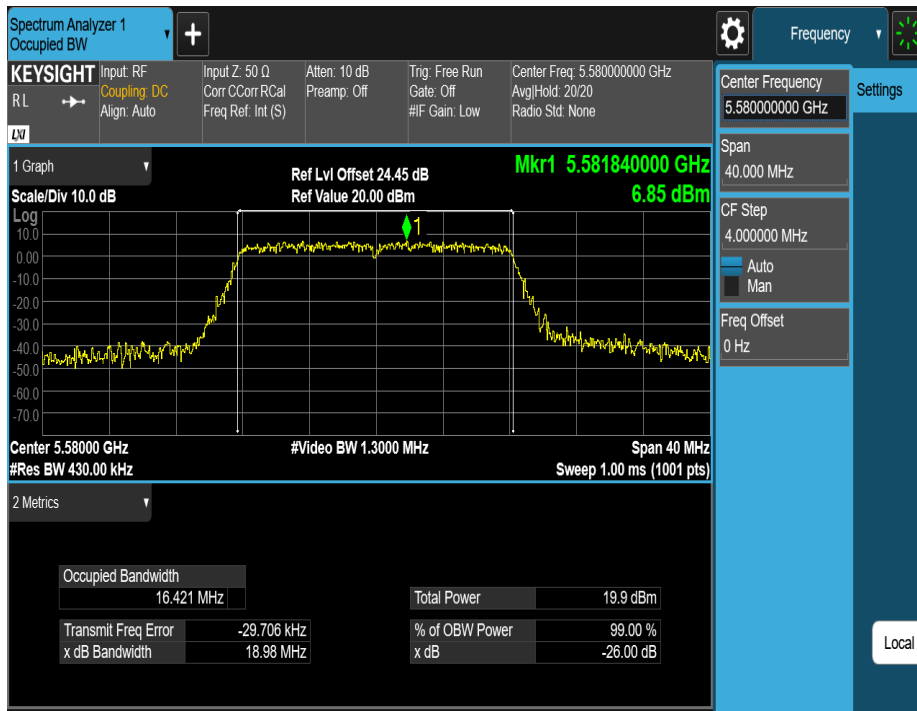 Spectrum Analyzer 1
Occupied BW
+
Frequency
KEYSIGHT
R L
LXI
Input: RF
Coupling: DC
Align: Auto
Input Z: 50 Ω
Corr CCorr RCal
Freq Ref: Int (S)
Atten: 10 dB
Preamp: Off
Trig: Free Run
Gate: Off
#IF Gain: Low
Center Freq: 5.580000000 GHz
Avg|Hold: 20/20
Radio Std: None
Center Frequency
5.580000000 GHz
Settings
Span
40.000 MHz
CF Step
4.000000 MHz
Auto
Man
Freq Offset
0 Hz
Local
1 Graph
Scale/Div 10.0 dB
Ref Lvl Offset 24.45 dB
Ref Value 20.00 dBm
Mkr1 5.581840000 GHz
6.85 dBm
Log
10.0
0.00
-10.0
-20.0
-30.0
-40.0
-50.0
-60.0
-70.0
1
Center 5.58000 GHz
#Video BW 1.3000 MHz
Span 40 MHz
#Res BW 430.00 kHz
Sweep 1.00 ms (1001 pts)
2 Metrics
Occupied Bandwidth
16.421 MHz
Total Power 19.9 dBm
Transmit Freq Error -29.706 kHz
% of OBW Power 99.00 %
x dB Bandwidth 18.98 MHz
x dB -26.00 dB